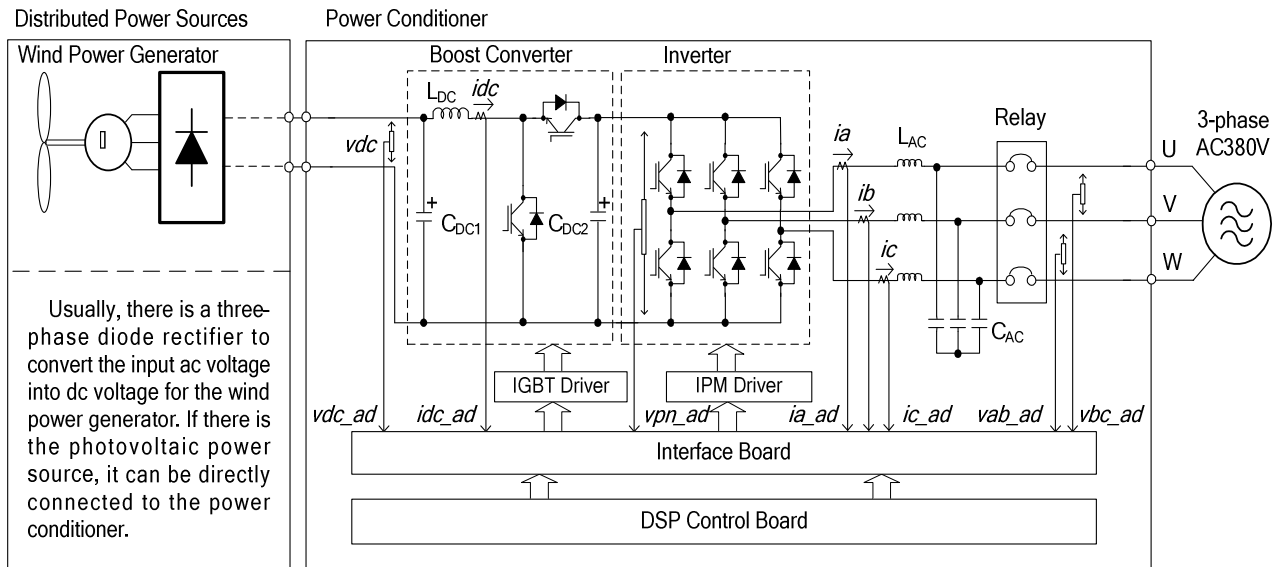 Distributed Power Sources
Power Conditioner
Wind Power Generator
Boost Converter
Inverter
LDC
idc
vdc
CDC1
CDC2
ia
ib
ic
LAC
CAC
Relay
3-phase
AC380V
U
V
W
Usually, there is a three-
phase diode rectifier to
convert the input ac voltage
into dc voltage for the wind
power generator. If there is
the photovoltaic power
source, it can be directly
connected to the power
conditioner.
IGBT Driver
IPM Driver
vdc_ad
idc_ad
vpn_ad
ia_ad
ic_ad
vab_ad
vbc_ad
Interface Board
DSP Control Board